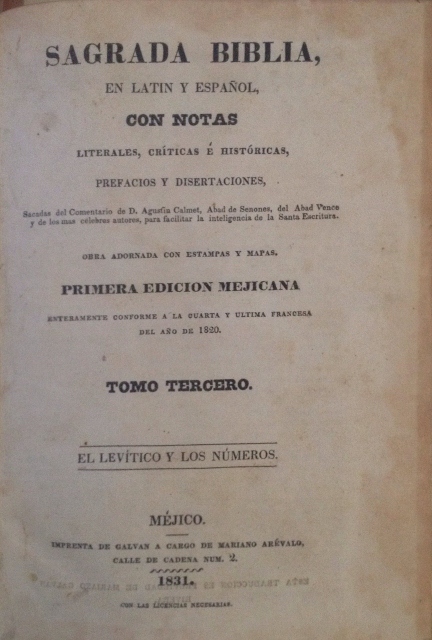 SAGRADA BIBLIA,
EN LATIN Y ESPAÑOL,
CON NOTAS
LITERALES, CRÍTICAS É HISTÓRICAS,
PREFACIOS Y DISERTACIONES,
Sacadas del Comentario de D. Agustin Calmet, Abad de Senones, del Abad Vence
y de los mas célebres autores, para facilitar la inteligencia de la Santa Escritura.
OBRA ADORNADA CON ESTAMPAS Y MAPAS.
PRIMERA EDICION MEJICANA
ENTERAMENTE CONFORME A LA CUARTA Y ULTIMA FRANCESA
DEL AÑO DE 1820.
TOMO TERCERO.
EL LEVÍTICO Y LOS NÚMEROS.
MÉJICO.
IMPRENTA DE GALVAN A CARGO DE MARIANO ARÉVALO,
CALLE DE CADENA NUM. 2.
1831.
CON LAS LICENCIAS NECESARIAS.